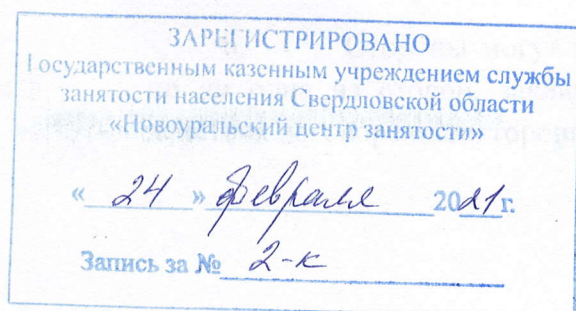 ЗАРЕГИСТРИРОВАНО
Государственным казенным учреждением службы
занятости населения Свердловской области
«Новоуральский центр занятости»
« 24 » февраля 2021 г.
Запись за № 2-к